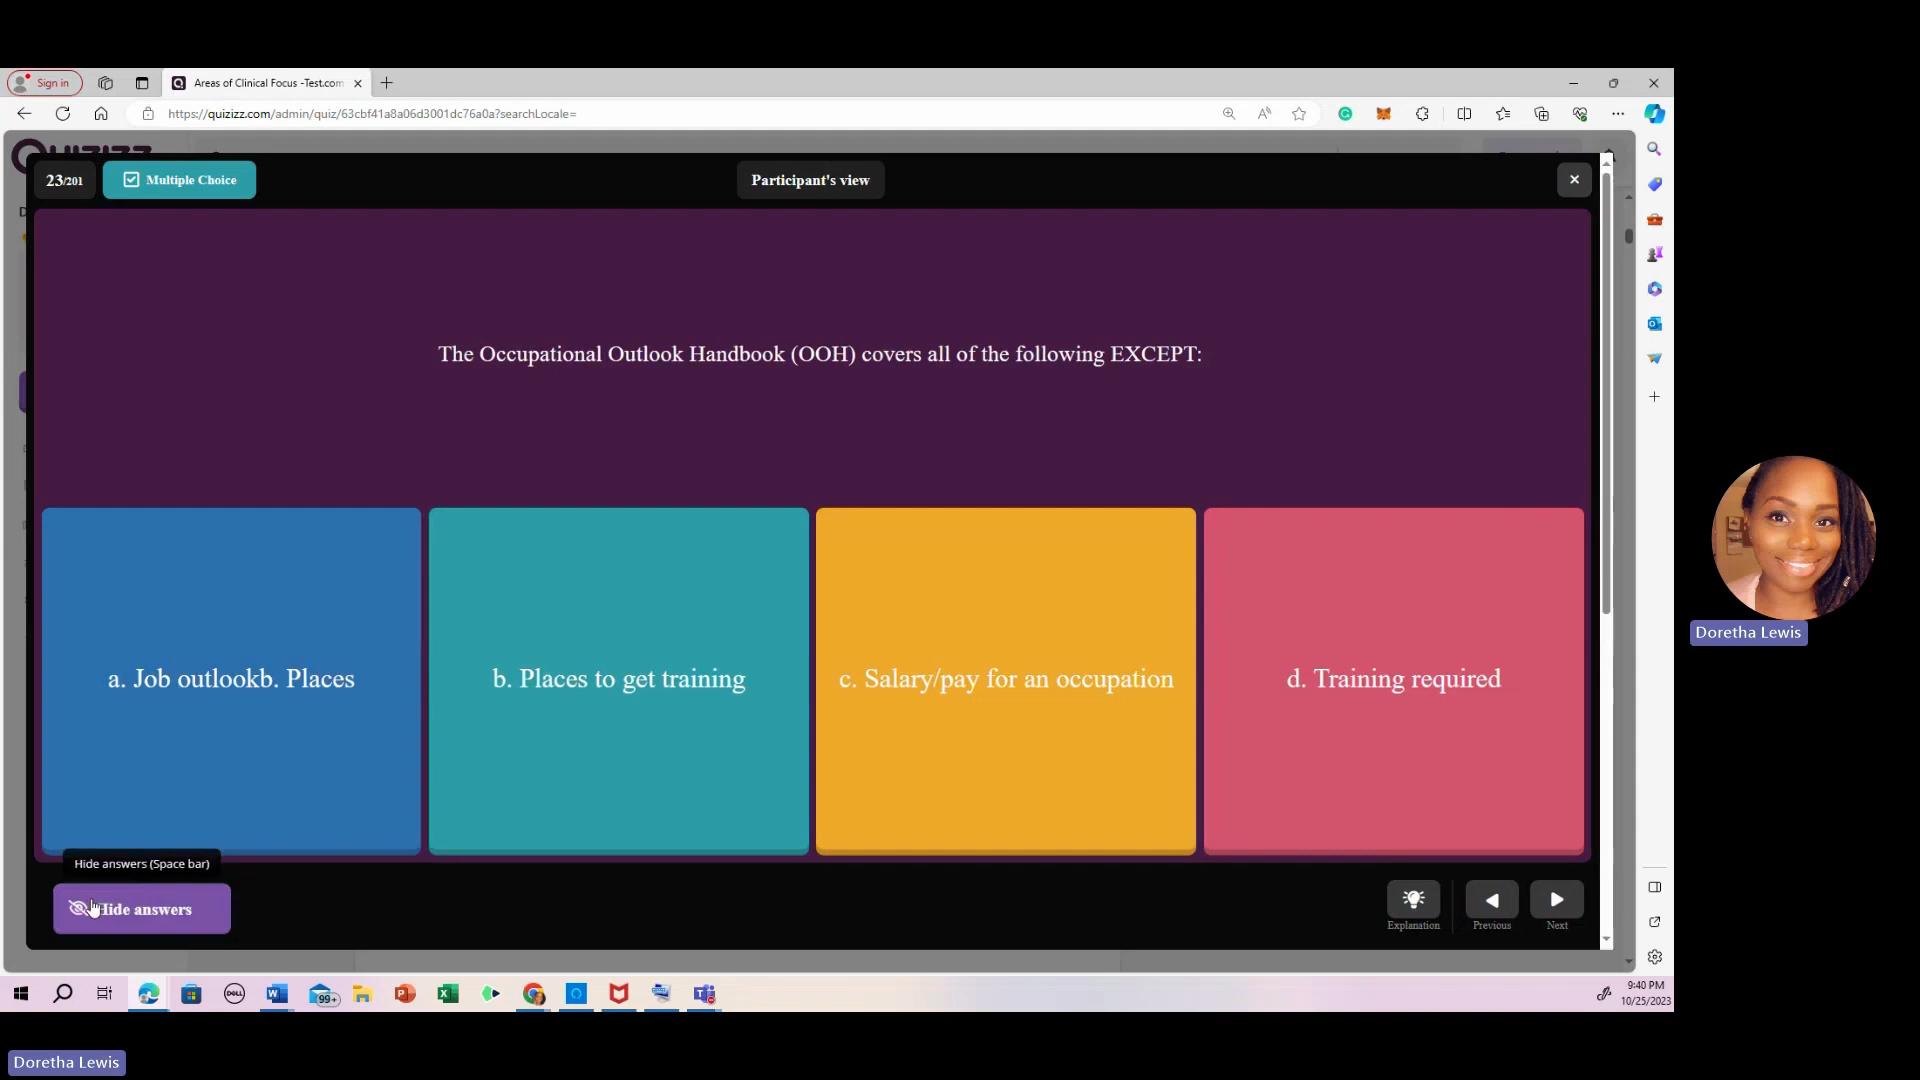 Sign in
Areas of Clinical Focus -Test.com
https://quizizz.com/admin/quiz/63cbf41a8a06d3001dc76a0a?searchLocale=
23/201
Multiple Choice
Participant's view
The Occupational Outlook Handbook (OOH) covers all of the following EXCEPT:
a. Job outlookb. Places
b. Places to get training
c. Salary/pay for an occupation
d. Training required
Hide answers (Space bar)
Hide answers
Explanation
Previous
Next
Doretha Lewis
DELL
99+
9:40 PM
10/25/2023
Doretha Lewis